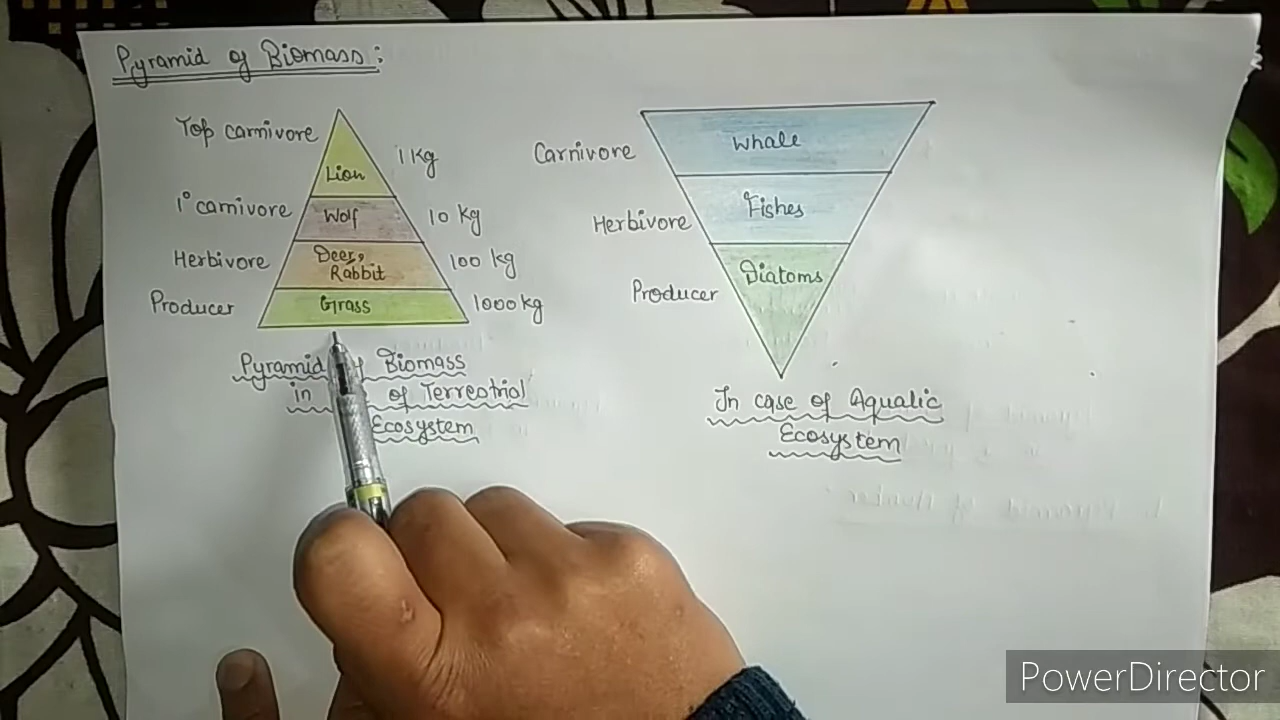 Pyramid of Biomass:
Top carnivore
Lion
1 Kg
1° carnivore
Wolf
10 Kg
Herbivore
Deer,
Rabbit
100 kg
Producer
Grass
1000 kg
Pyramid Biomass
in of Terrestrial
Ecosystem
Carnivore
Whale
Herbivore
Fishes
Producer
Diatoms
In case of Aquatic
Ecosystem
PowerDirector